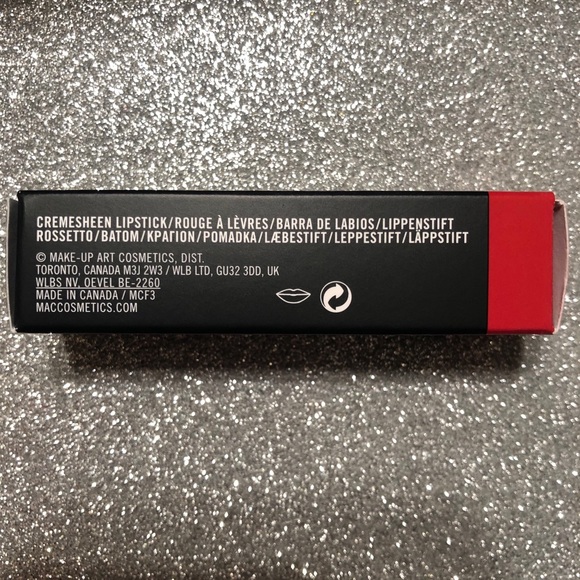 CREMESHEEN LIPSTICK/ROUGE À LÈVRES/BARRA DE LABIOS/LIPPENSTIFT
ROSSETTO/BATOM/ΚΡΑΓΙΟΝ/ΡОМАDKA/LÆBESTIFT/LEPPESTIFT/LÄPPSTIFT
© MAKE-UP ART COSMETICS, DIST.
TORONTO, CANADA M3J 2W3 / WLB LTD, GU32 3DD, UK
WLBS NV, OEVEL BE-2260
MADE IN CANADA / MCF3
MACCOSMETICS.COM